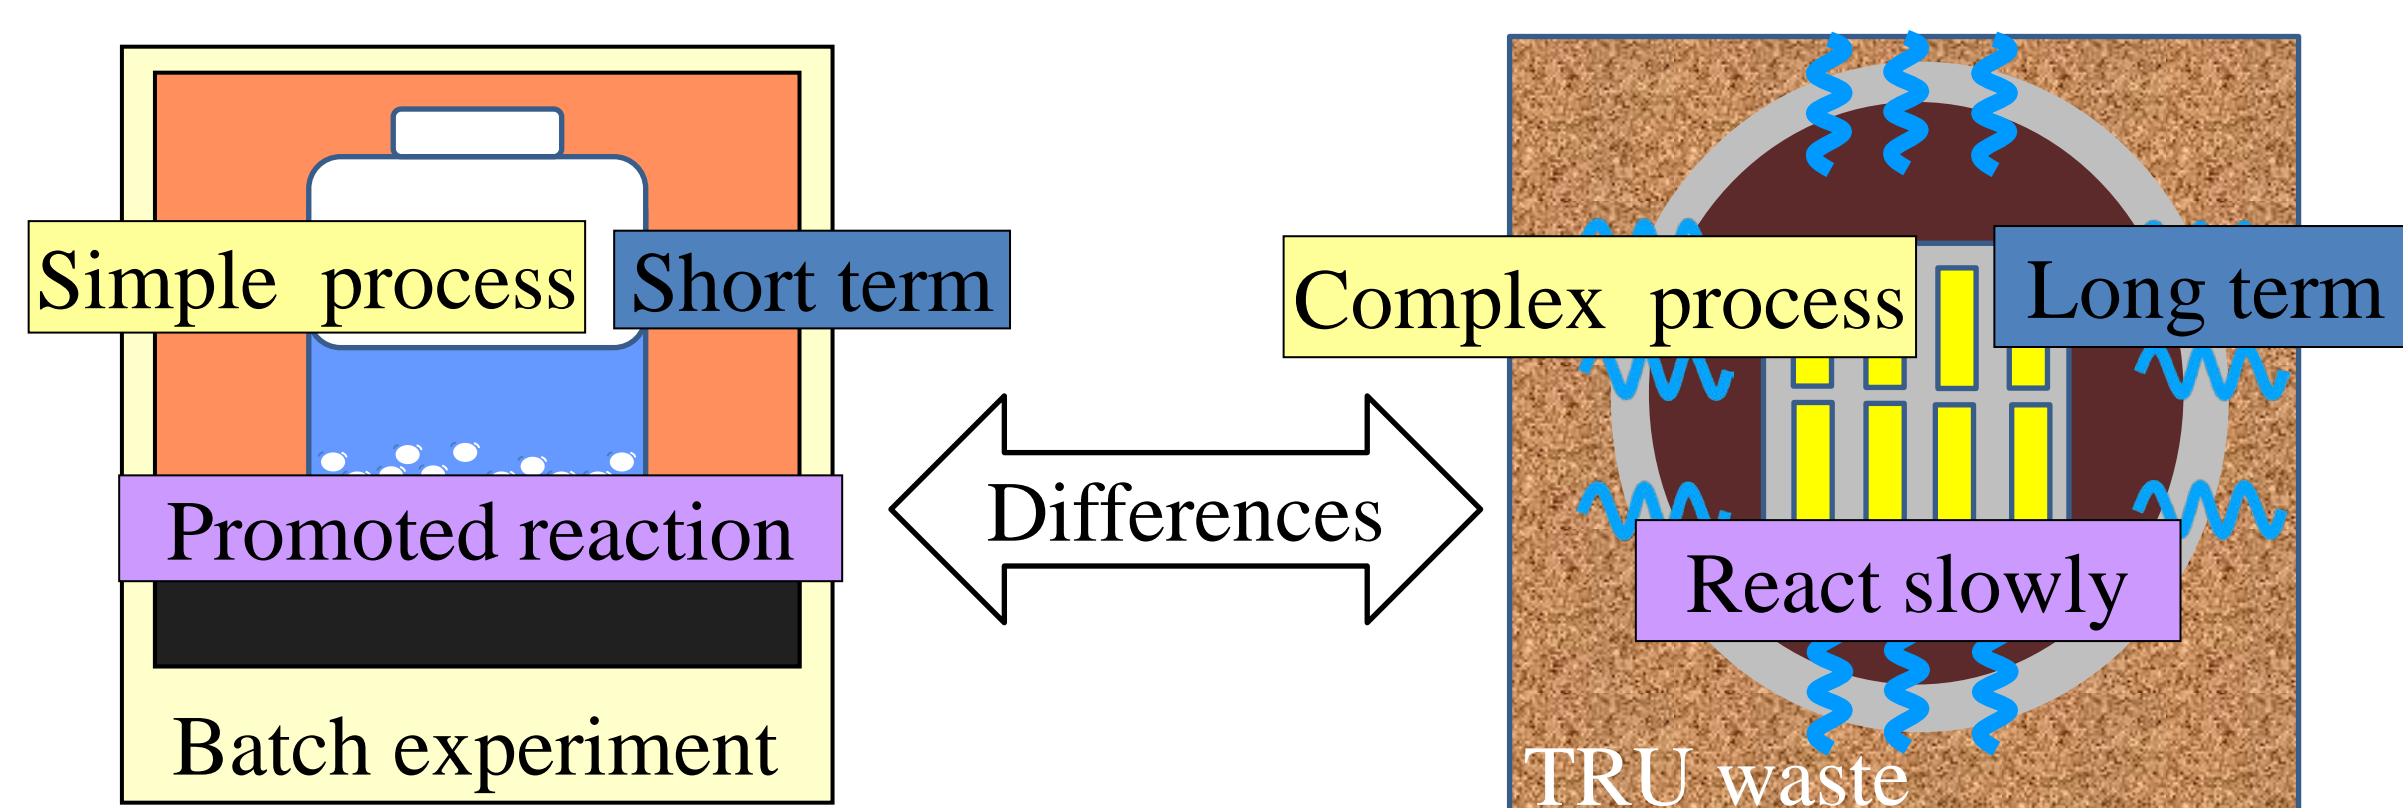 Simple process
Short term
Promoted reaction
Batch experiment
Differences
Complex process
Long term
React slowly
TRU waste